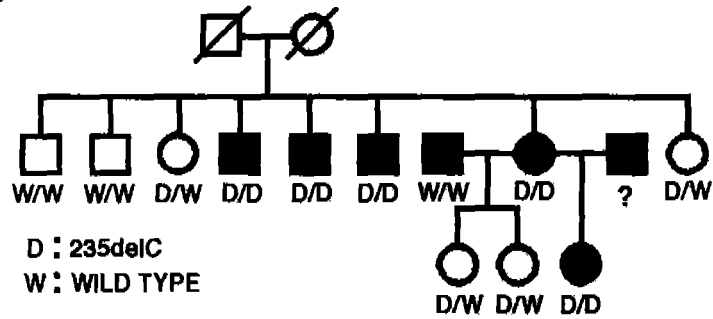 W/W W/W D/W D/D D/D D/D W/W D/D ? D/W
D : 235delC
W : WILD TYPE
D/W D/W D/D